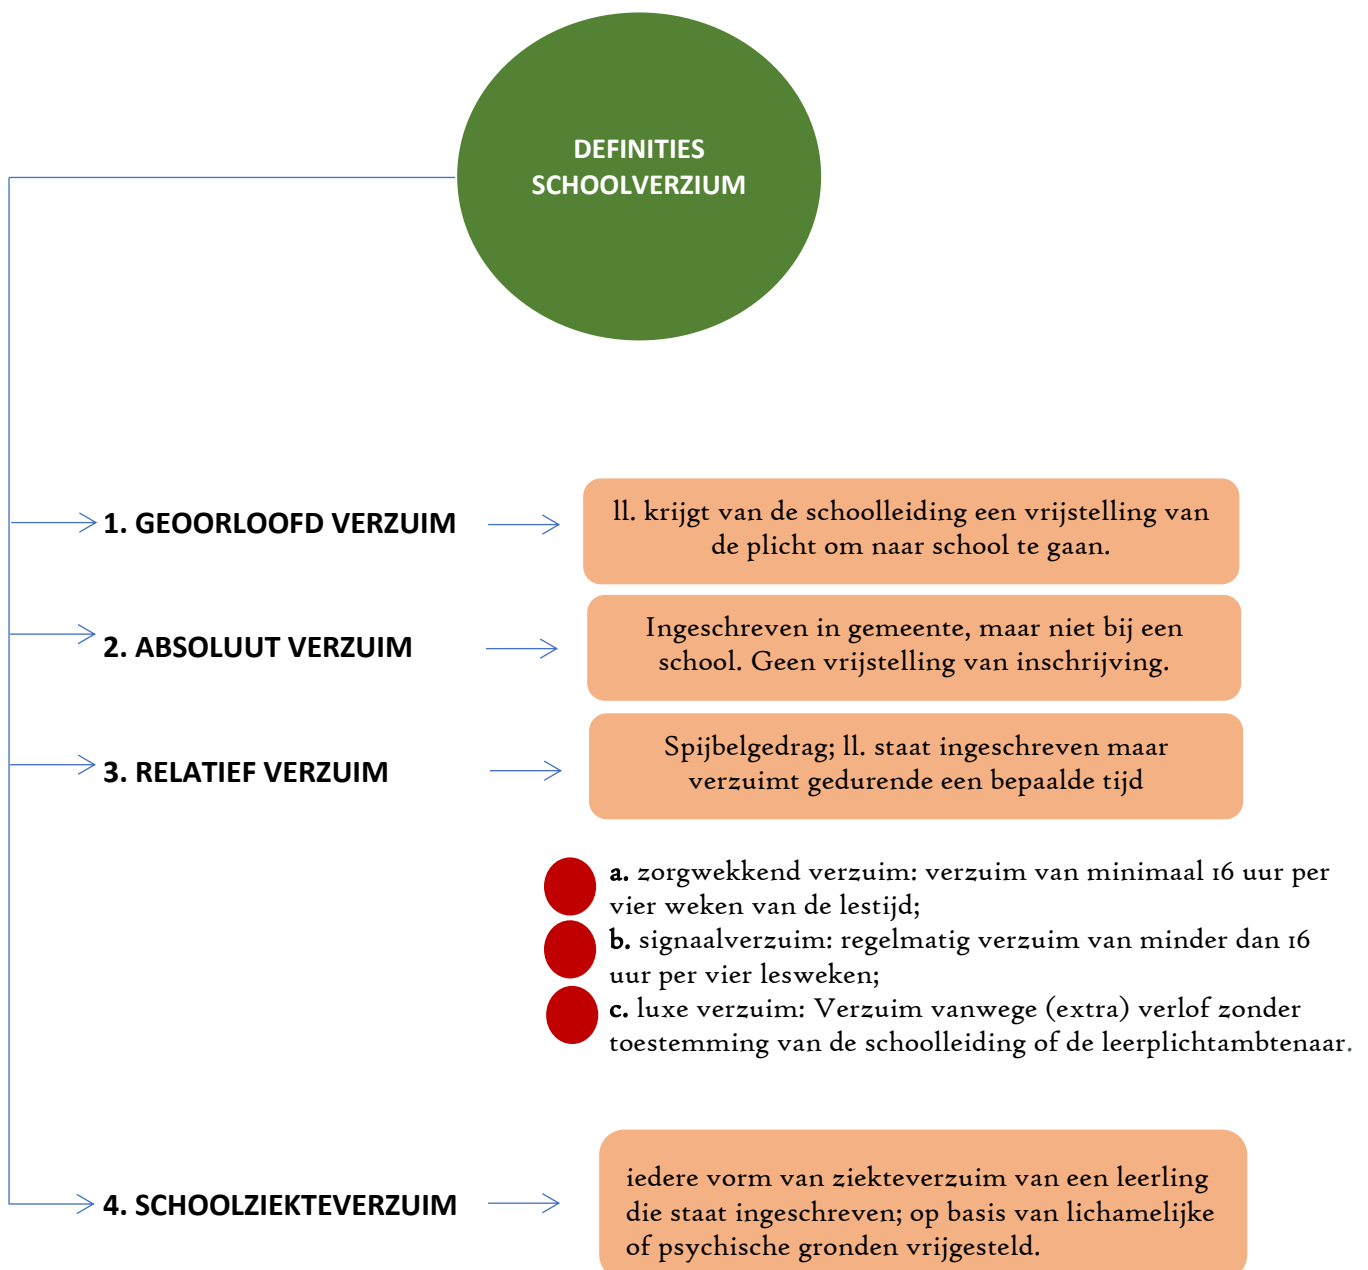 DEFINITIES
SCHOOLVERZIUM
1. GEOORLOOFD VERZUIM
ll. krijgt van de schoolleiding een vrijstelling van
de plicht om naar school te gaan.
2. ABSOLUUT VERZUIM
Ingeschreven in gemeente, maar niet bij een
school. Geen vrijstelling van inschrijving.
3. RELATIEF VERZUIM
Spijbelgedrag; ll. staat ingeschreven maar
verzuimt gedurende een bepaalde tijd
a. zorgwekkend verzuim: verzuim van minimaal 16 uur per
vier weken van de lestijd;
b. signaalverzuim: regelmatig verzuim van minder dan 16
uur per vier lesweken;
c. luxe verzuim: Verzuim vanwege (extra) verlof zonder
toestemming van de schoolleiding of de leerplichtambtenaar.
4. SCHOOLZIEKTEVERZUIM
iedere vorm van ziekteverzuim van een leerling
die staat ingeschreven; op basis van lichamelijke
of psychische gronden vrijgesteld.